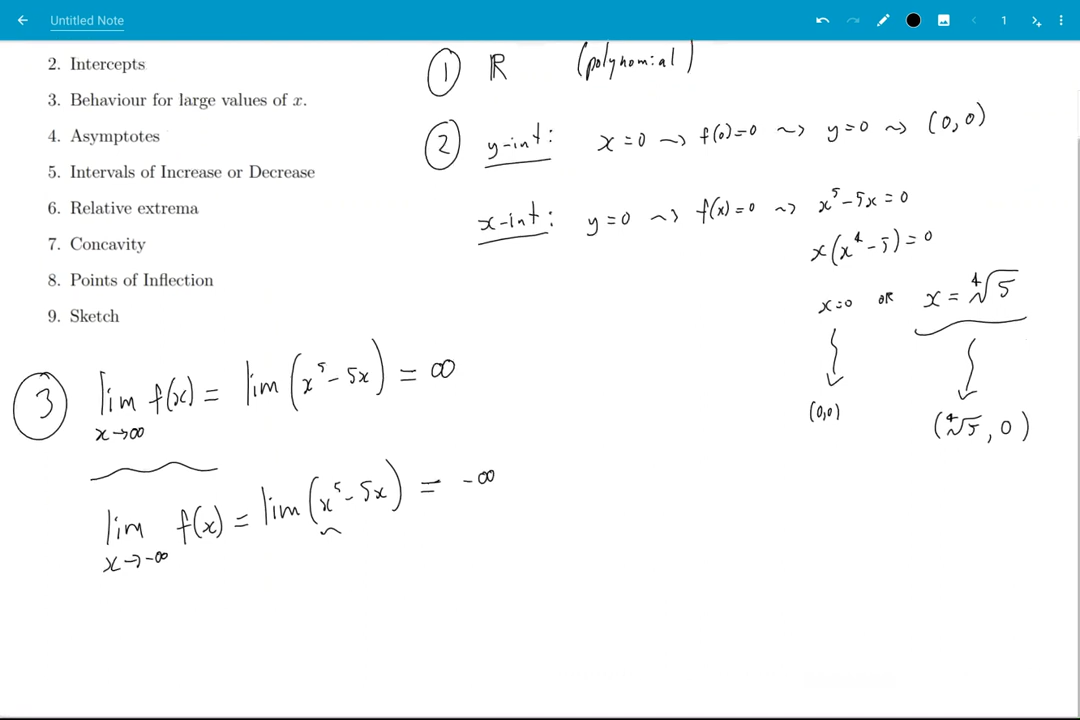 Untitled Note
1
2. Intercepts
3. Behaviour for large values of x.
4. Asymptotes
5. Intervals of Increase or Decrease
6. Relative extrema
7. Concavity
8. Points of Inflection
9. Sketch
① ℝ (polynomial)
② y-int: x=0 ⇝ f(0)=0 ⇝ y=0 ⇝ (0,0)
x-int: y=0 ⇝ f(x)=0 ⇝ x⁵-5x=0
x(x⁴-5)=0
x=0 OR x=∜5
(0,0) (∜5, 0)
③ lim x→∞ f(x) = lim(x⁵-5x) = ∞
lim x→-∞ f(x) = lim(x⁵-5x) = -∞